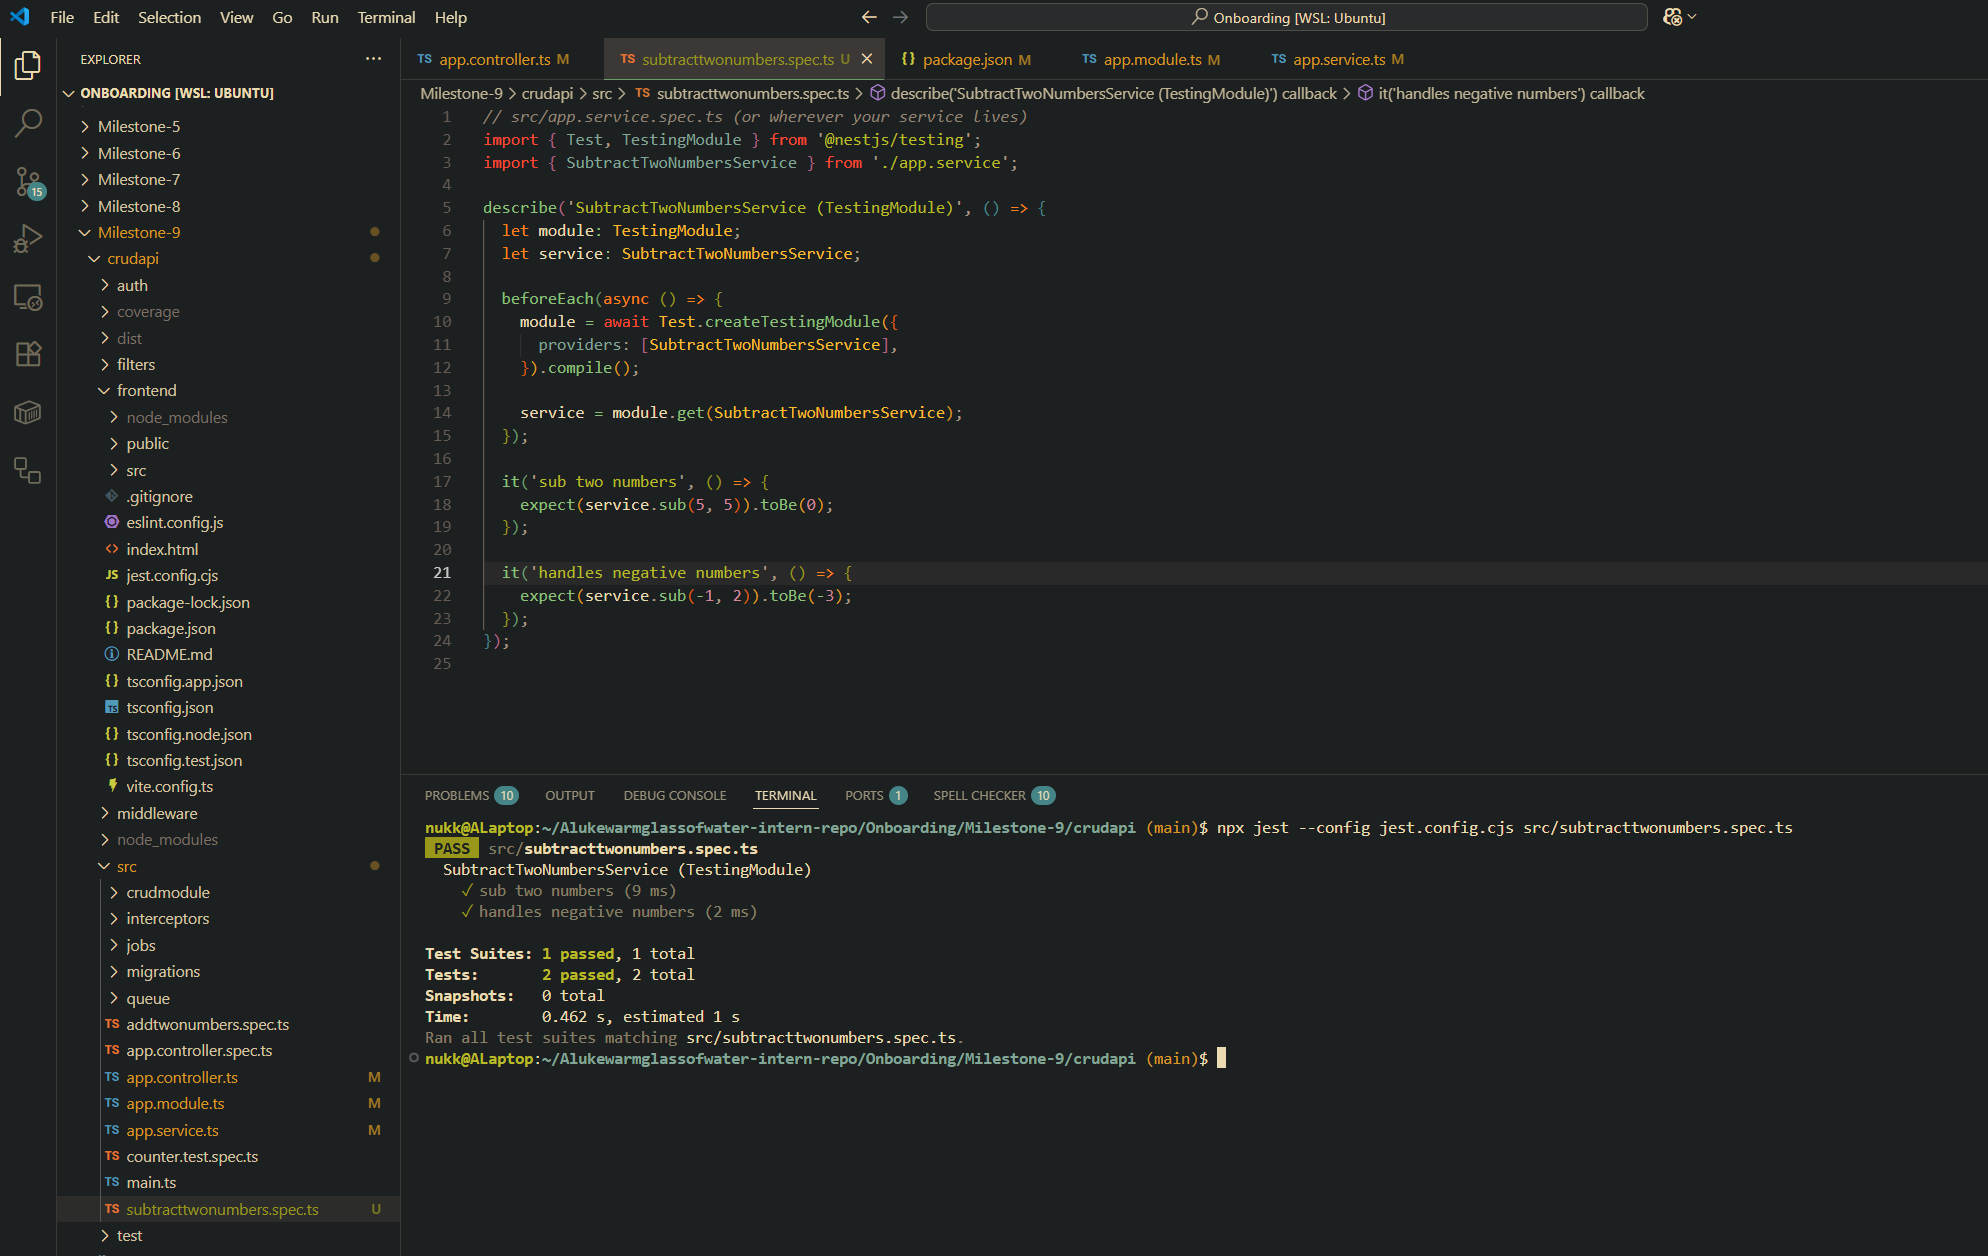 File Edit Selection View Go Run Terminal Help
Onboarding [WSL: Ubuntu]
EXPLORER
ONBOARDING [WSL: UBUNTU]
Milestone-5
Milestone-6
Milestone-7
Milestone-8
Milestone-9
crudapi
auth
coverage
dist
filters
frontend
node_modules
public
src
.gitignore
eslint.config.js
index.html
JS jest.config.cjs
{} package-lock.json
{} package.json
README.md
{} tsconfig.app.json
TS tsconfig.json
{} tsconfig.node.json
{} tsconfig.test.json
vite.config.ts
middleware
node_modules
src
crudmodule
interceptors
jobs
migrations
queue
TS addtwonumbers.spec.ts
TS app.controller.spec.ts
TS app.controller.ts M
TS app.module.ts M
TS app.service.ts M
TS counter.test.spec.ts
TS main.ts
TS subtracttwonumbers.spec.ts U
test
15
TS app.controller.ts M
TS subtracttwonumbers.spec.ts U
{} package.json M
TS app.module.ts M
TS app.service.ts M
Milestone-9 > crudapi > src > TS subtracttwonumbers.spec.ts > describe('SubtractTwoNumbersService (TestingModule)') callback > it('handles negative numbers') callback
1 // src/app.service.spec.ts (or wherever your service lives)
2 import { Test, TestingModule } from '@nestjs/testing';
3 import { SubtractTwoNumbersService } from './app.service';
4
5 describe('SubtractTwoNumbersService (TestingModule)', () => {
6 let module: TestingModule;
7 let service: SubtractTwoNumbersService;
8
9 beforeEach(async () => {
10 module = await Test.createTestingModule({
11 providers: [SubtractTwoNumbersService],
12 }).compile();
13
14 service = module.get(SubtractTwoNumbersService);
15 });
16
17 it('sub two numbers', () => {
18 expect(service.sub(5, 5)).toBe(0);
19 });
20
21 it('handles negative numbers', () => {
22 expect(service.sub(-1, 2)).toBe(-3);
23 });
24 });
25
PROBLEMS 10 OUTPUT DEBUG CONSOLE TERMINAL PORTS 1 SPELL CHECKER 10
nukk@ALaptop:~/Alukewarmglassofwater-intern-repo/Onboarding/Milestone-9/crudapi (main)$ npx jest --config jest.config.cjs src/subtracttwonumbers.spec.ts
PASS src/subtracttwonumbers.spec.ts
SubtractTwoNumbersService (TestingModule)
✓ sub two numbers (9 ms)
✓ handles negative numbers (2 ms)
Test Suites: 1 passed, 1 total
Tests: 2 passed, 2 total
Snapshots: 0 total
Time: 0.462 s, estimated 1 s
Ran all test suites matching src/subtracttwonumbers.spec.ts.
nukk@ALaptop:~/Alukewarmglassofwater-intern-repo/Onboarding/Milestone-9/crudapi (main)$